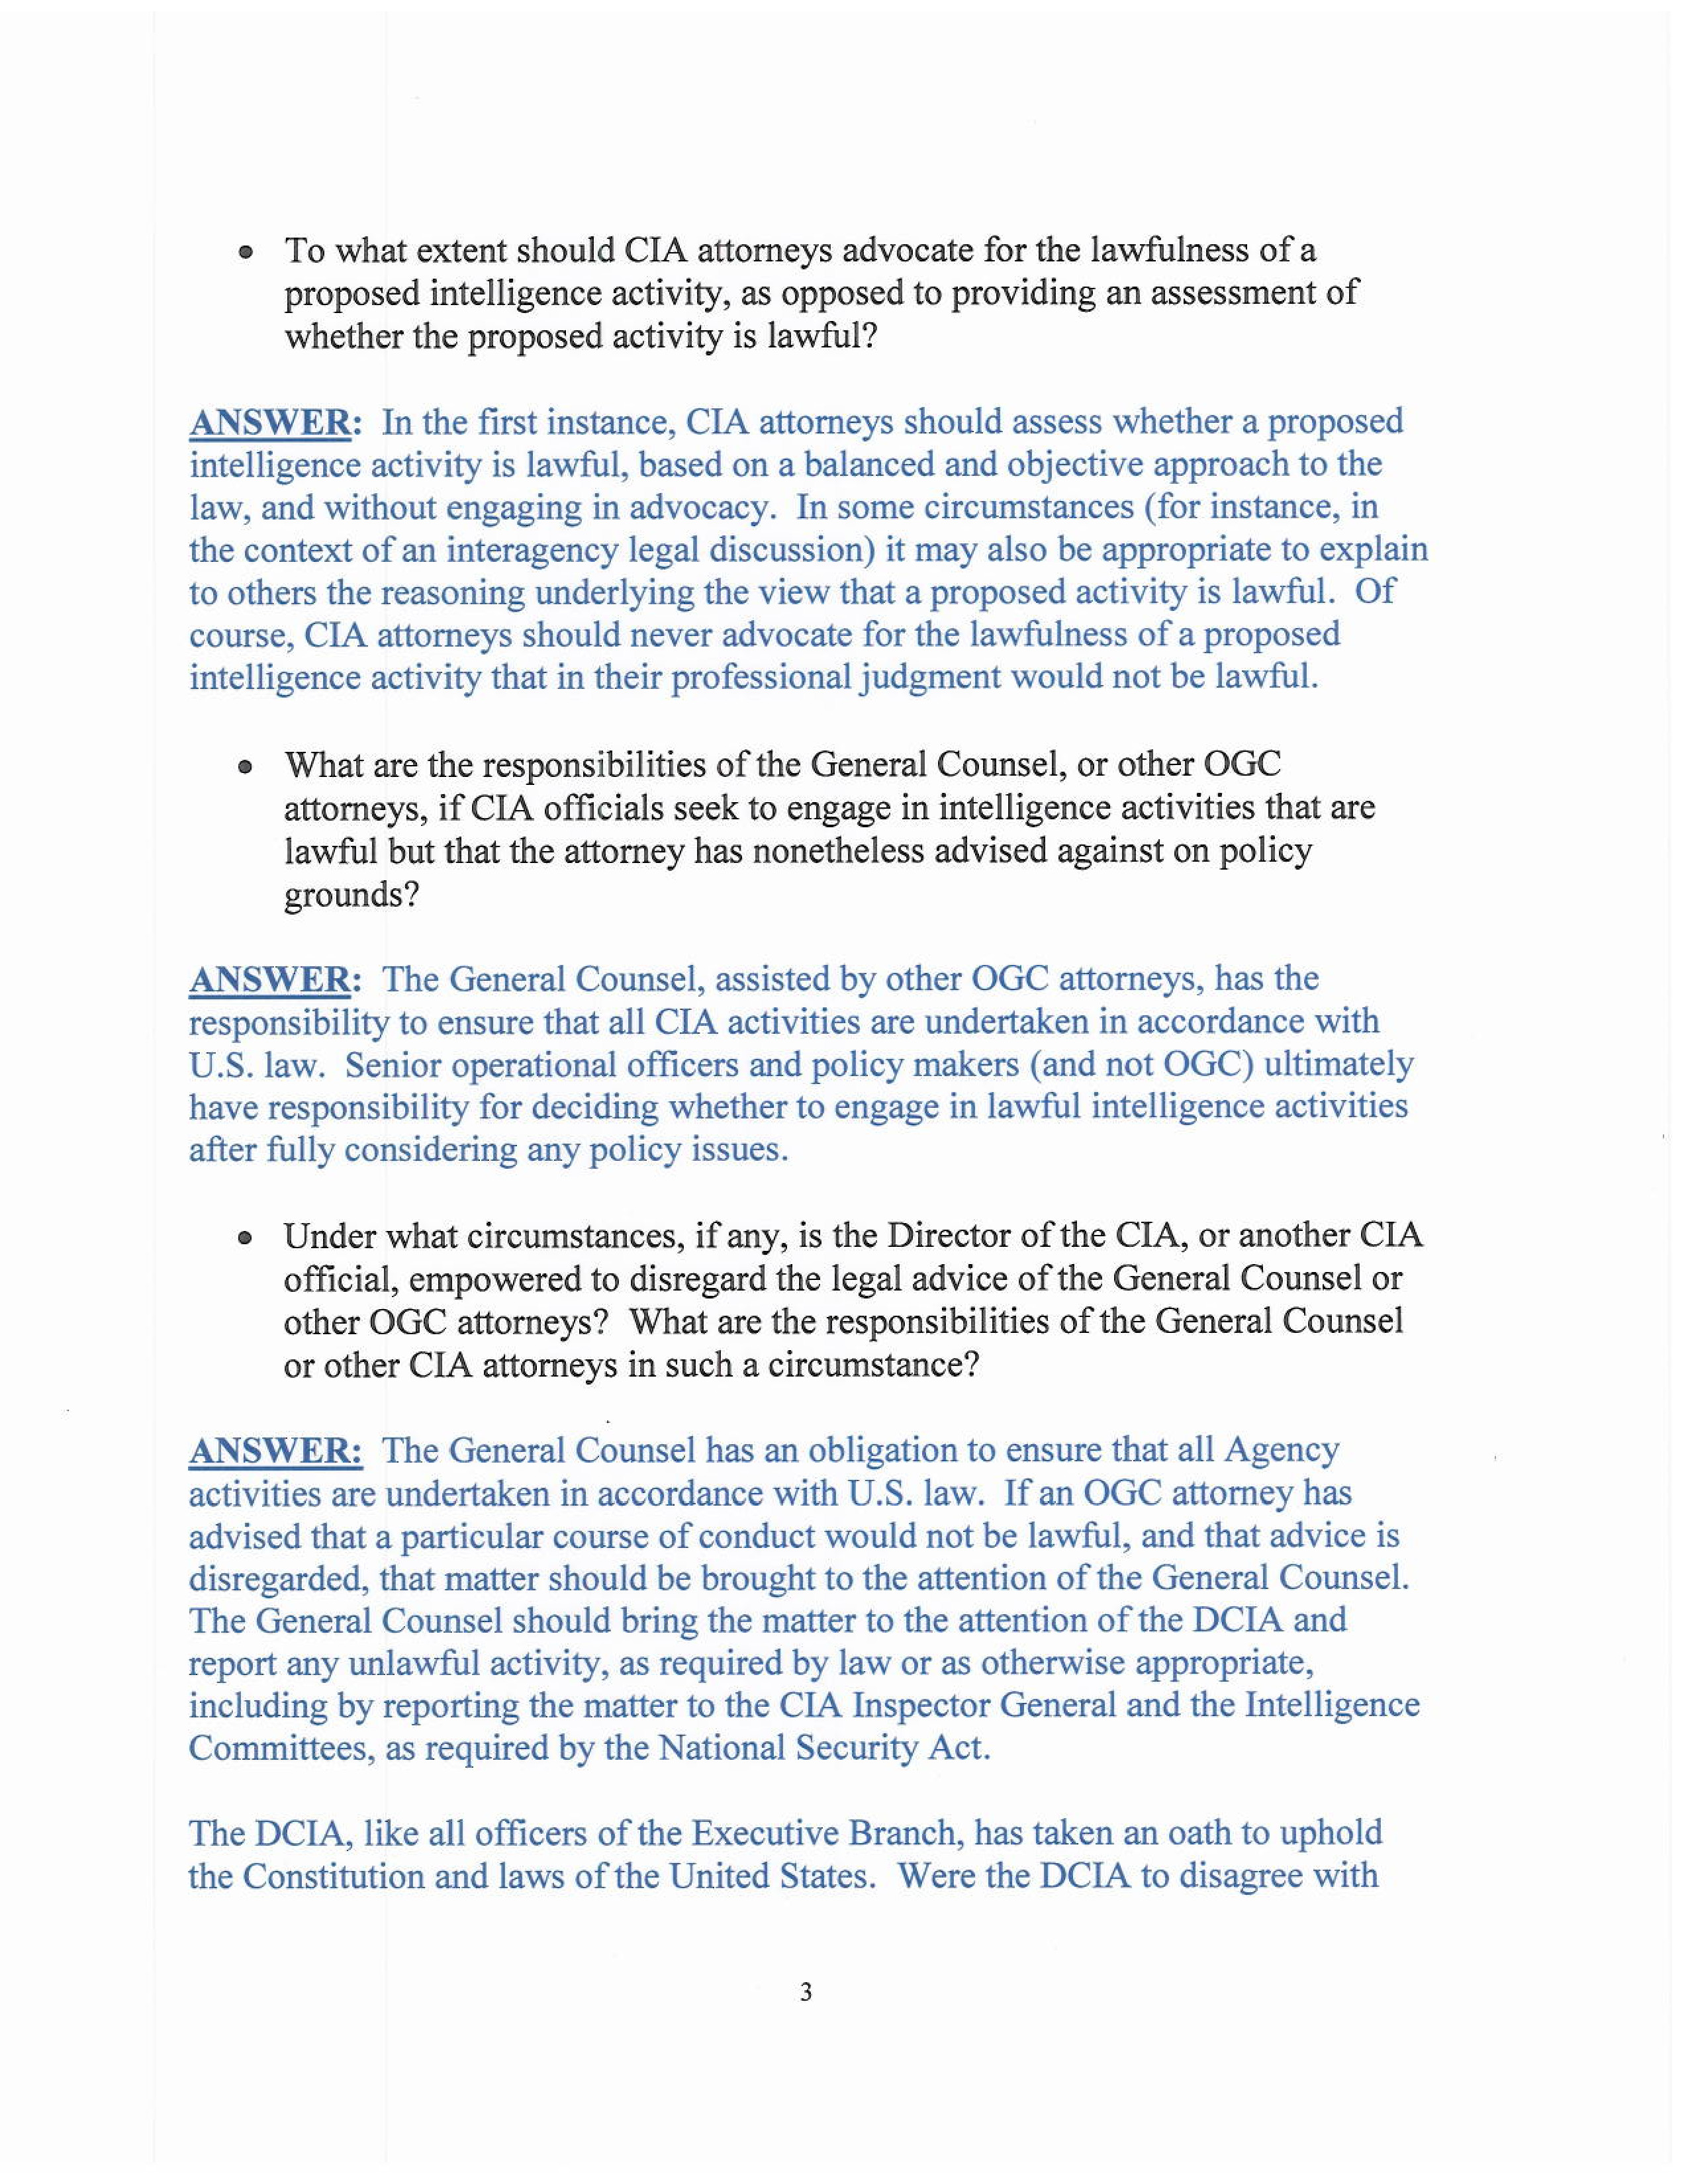 • To what extent should CIA attorneys advocate for the lawfulness of a
proposed intelligence activity, as opposed to providing an assessment of
whether the proposed activity is lawful?
ANSWER: In the first instance, CIA attorneys should assess whether a proposed
intelligence activity is lawful, based on a balanced and objective approach to the
law, and without engaging in advocacy. In some circumstances (for instance, in
the context of an interagency legal discussion) it may also be appropriate to explain
to others the reasoning underlying the view that a proposed activity is lawful. Of
course, CIA attorneys should never advocate for the lawfulness of a proposed
intelligence activity that in their professional judgment would not be lawful.
• What are the responsibilities of the General Counsel, or other OGC
attorneys, if CIA officials seek to engage in intelligence activities that are
lawful but that the attorney has nonetheless advised against on policy
grounds?
ANSWER: The General Counsel, assisted by other OGC attorneys, has the
responsibility to ensure that all CIA activities are undertaken in accordance with
U.S. law. Senior operational officers and policy makers (and not OGC) ultimately
have responsibility for deciding whether to engage in lawful intelligence activities
after fully considering any policy issues.
• Under what circumstances, if any, is the Director of the CIA, or another CIA
official, empowered to disregard the legal advice of the General Counsel or
other OGC attorneys? What are the responsibilities of the General Counsel
or other CIA attorneys in such a circumstance?
ANSWER: The General Counsel has an obligation to ensure that all Agency
activities are undertaken in accordance with U.S. law. If an OGC attorney has
advised that a particular course of conduct would not be lawful, and that advice is
disregarded, that matter should be brought to the attention of the General Counsel.
The General Counsel should bring the matter to the attention of the DCIA and
report any unlawful activity, as required by law or as otherwise appropriate,
including by reporting the matter to the CIA Inspector General and the Intelligence
Committees, as required by the National Security Act.
The DCIA, like all officers of the Executive Branch, has taken an oath to uphold
the Constitution and laws of the United States. Were the DCIA to disagree with
3